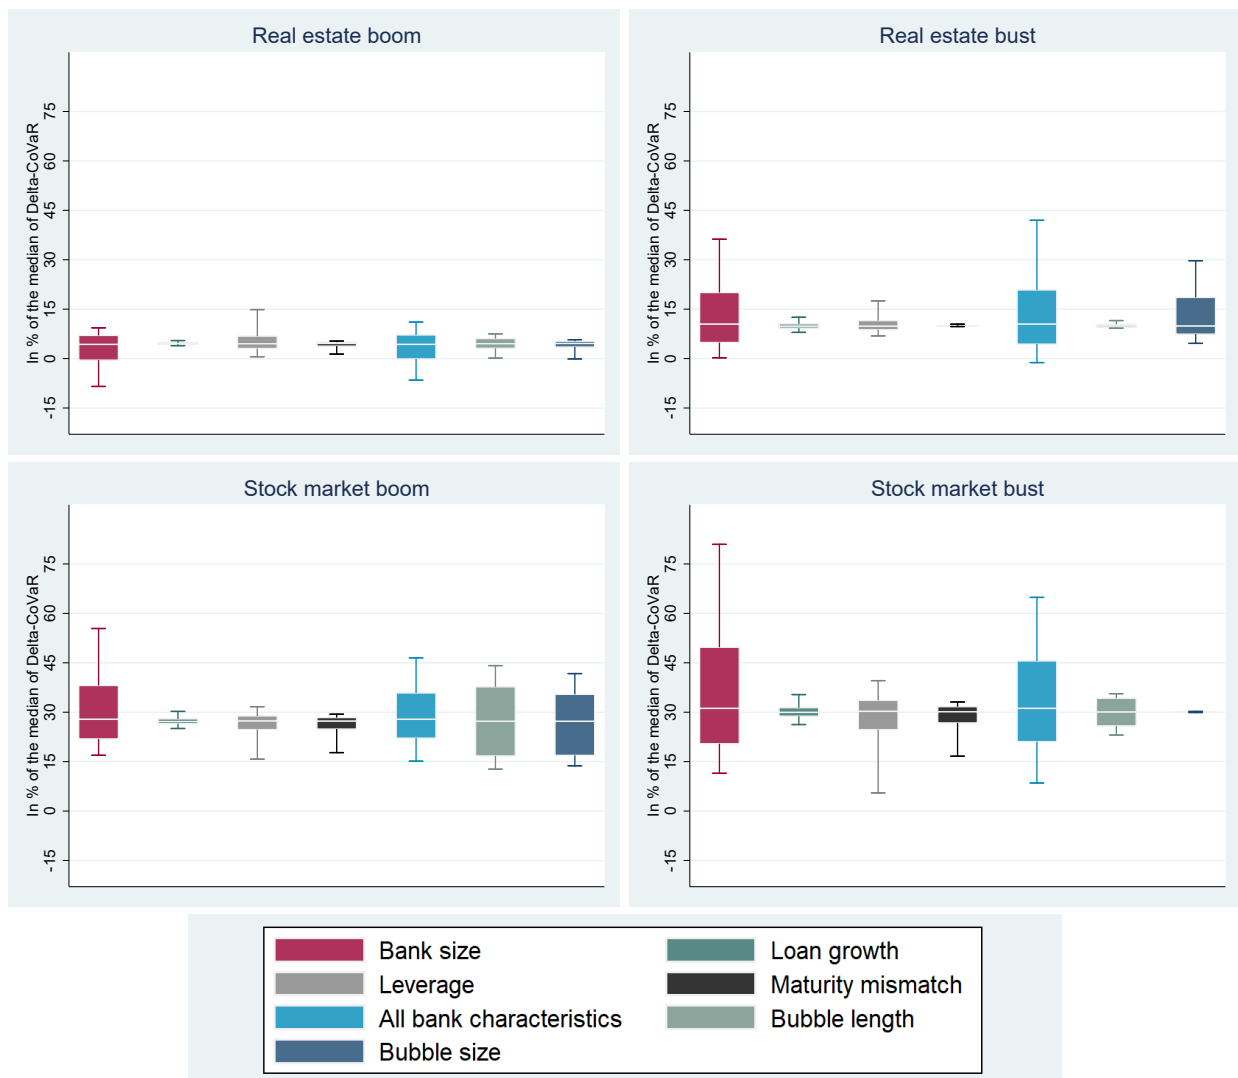 Real estate boom
In % of the median of Delta-CoVaR
75
60
45
30
15
0
-15
Real estate bust
In % of the median of Delta-CoVaR
75
60
45
30
15
0
-15
Stock market boom
In % of the median of Delta-CoVaR
75
60
45
30
15
0
-15
Stock market bust
In % of the median of Delta-CoVaR
75
60
45
30
15
0
-15
Bank size
Loan growth
Leverage
Maturity mismatch
All bank characteristics
Bubble length
Bubble size